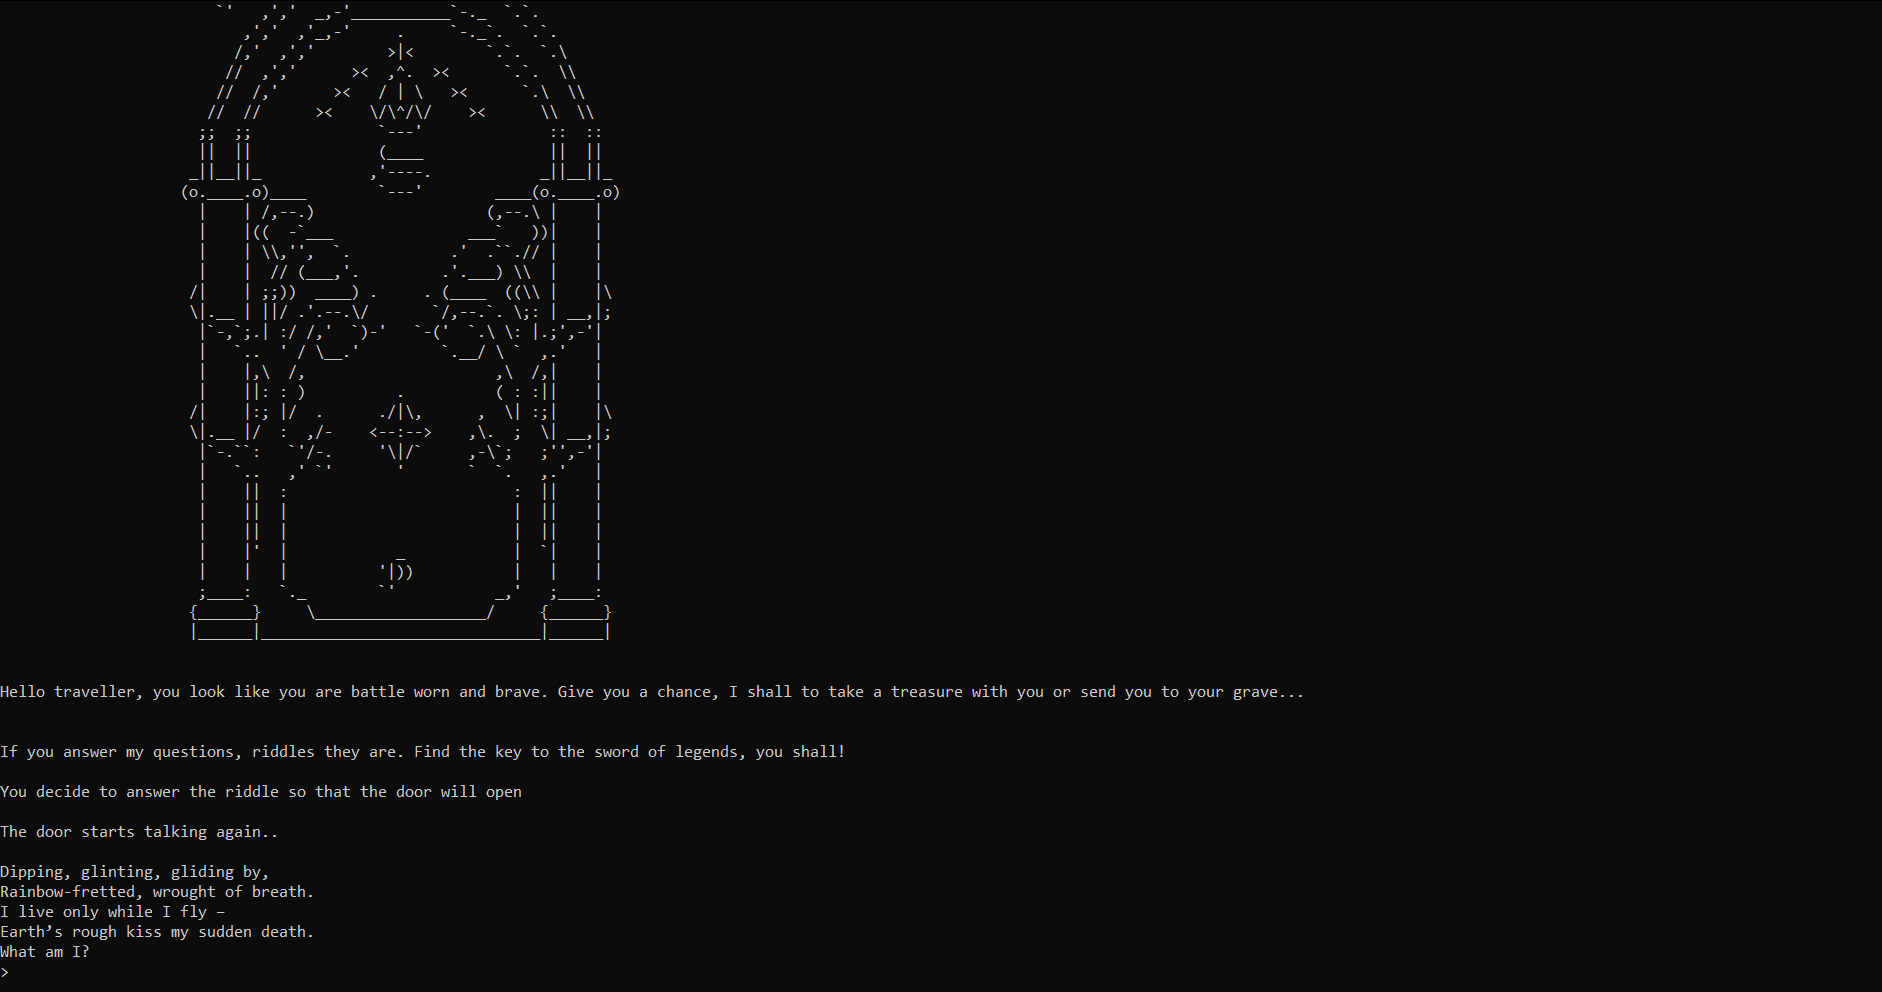 Hello traveller, you look like you are battle worn and brave. Give you a chance, I shall to take a treasure with you or send you to your grave...
If you answer my questions, riddles they are. Find the key to the sword of legends, you shall!
You decide to answer the riddle so that the door will open
The door starts talking again..
Dipping, glinting, gliding by,
Rainbow-fretted, wrought of breath.
I live only while I fly –
Earth’s rough kiss my sudden death.
What am I?
>